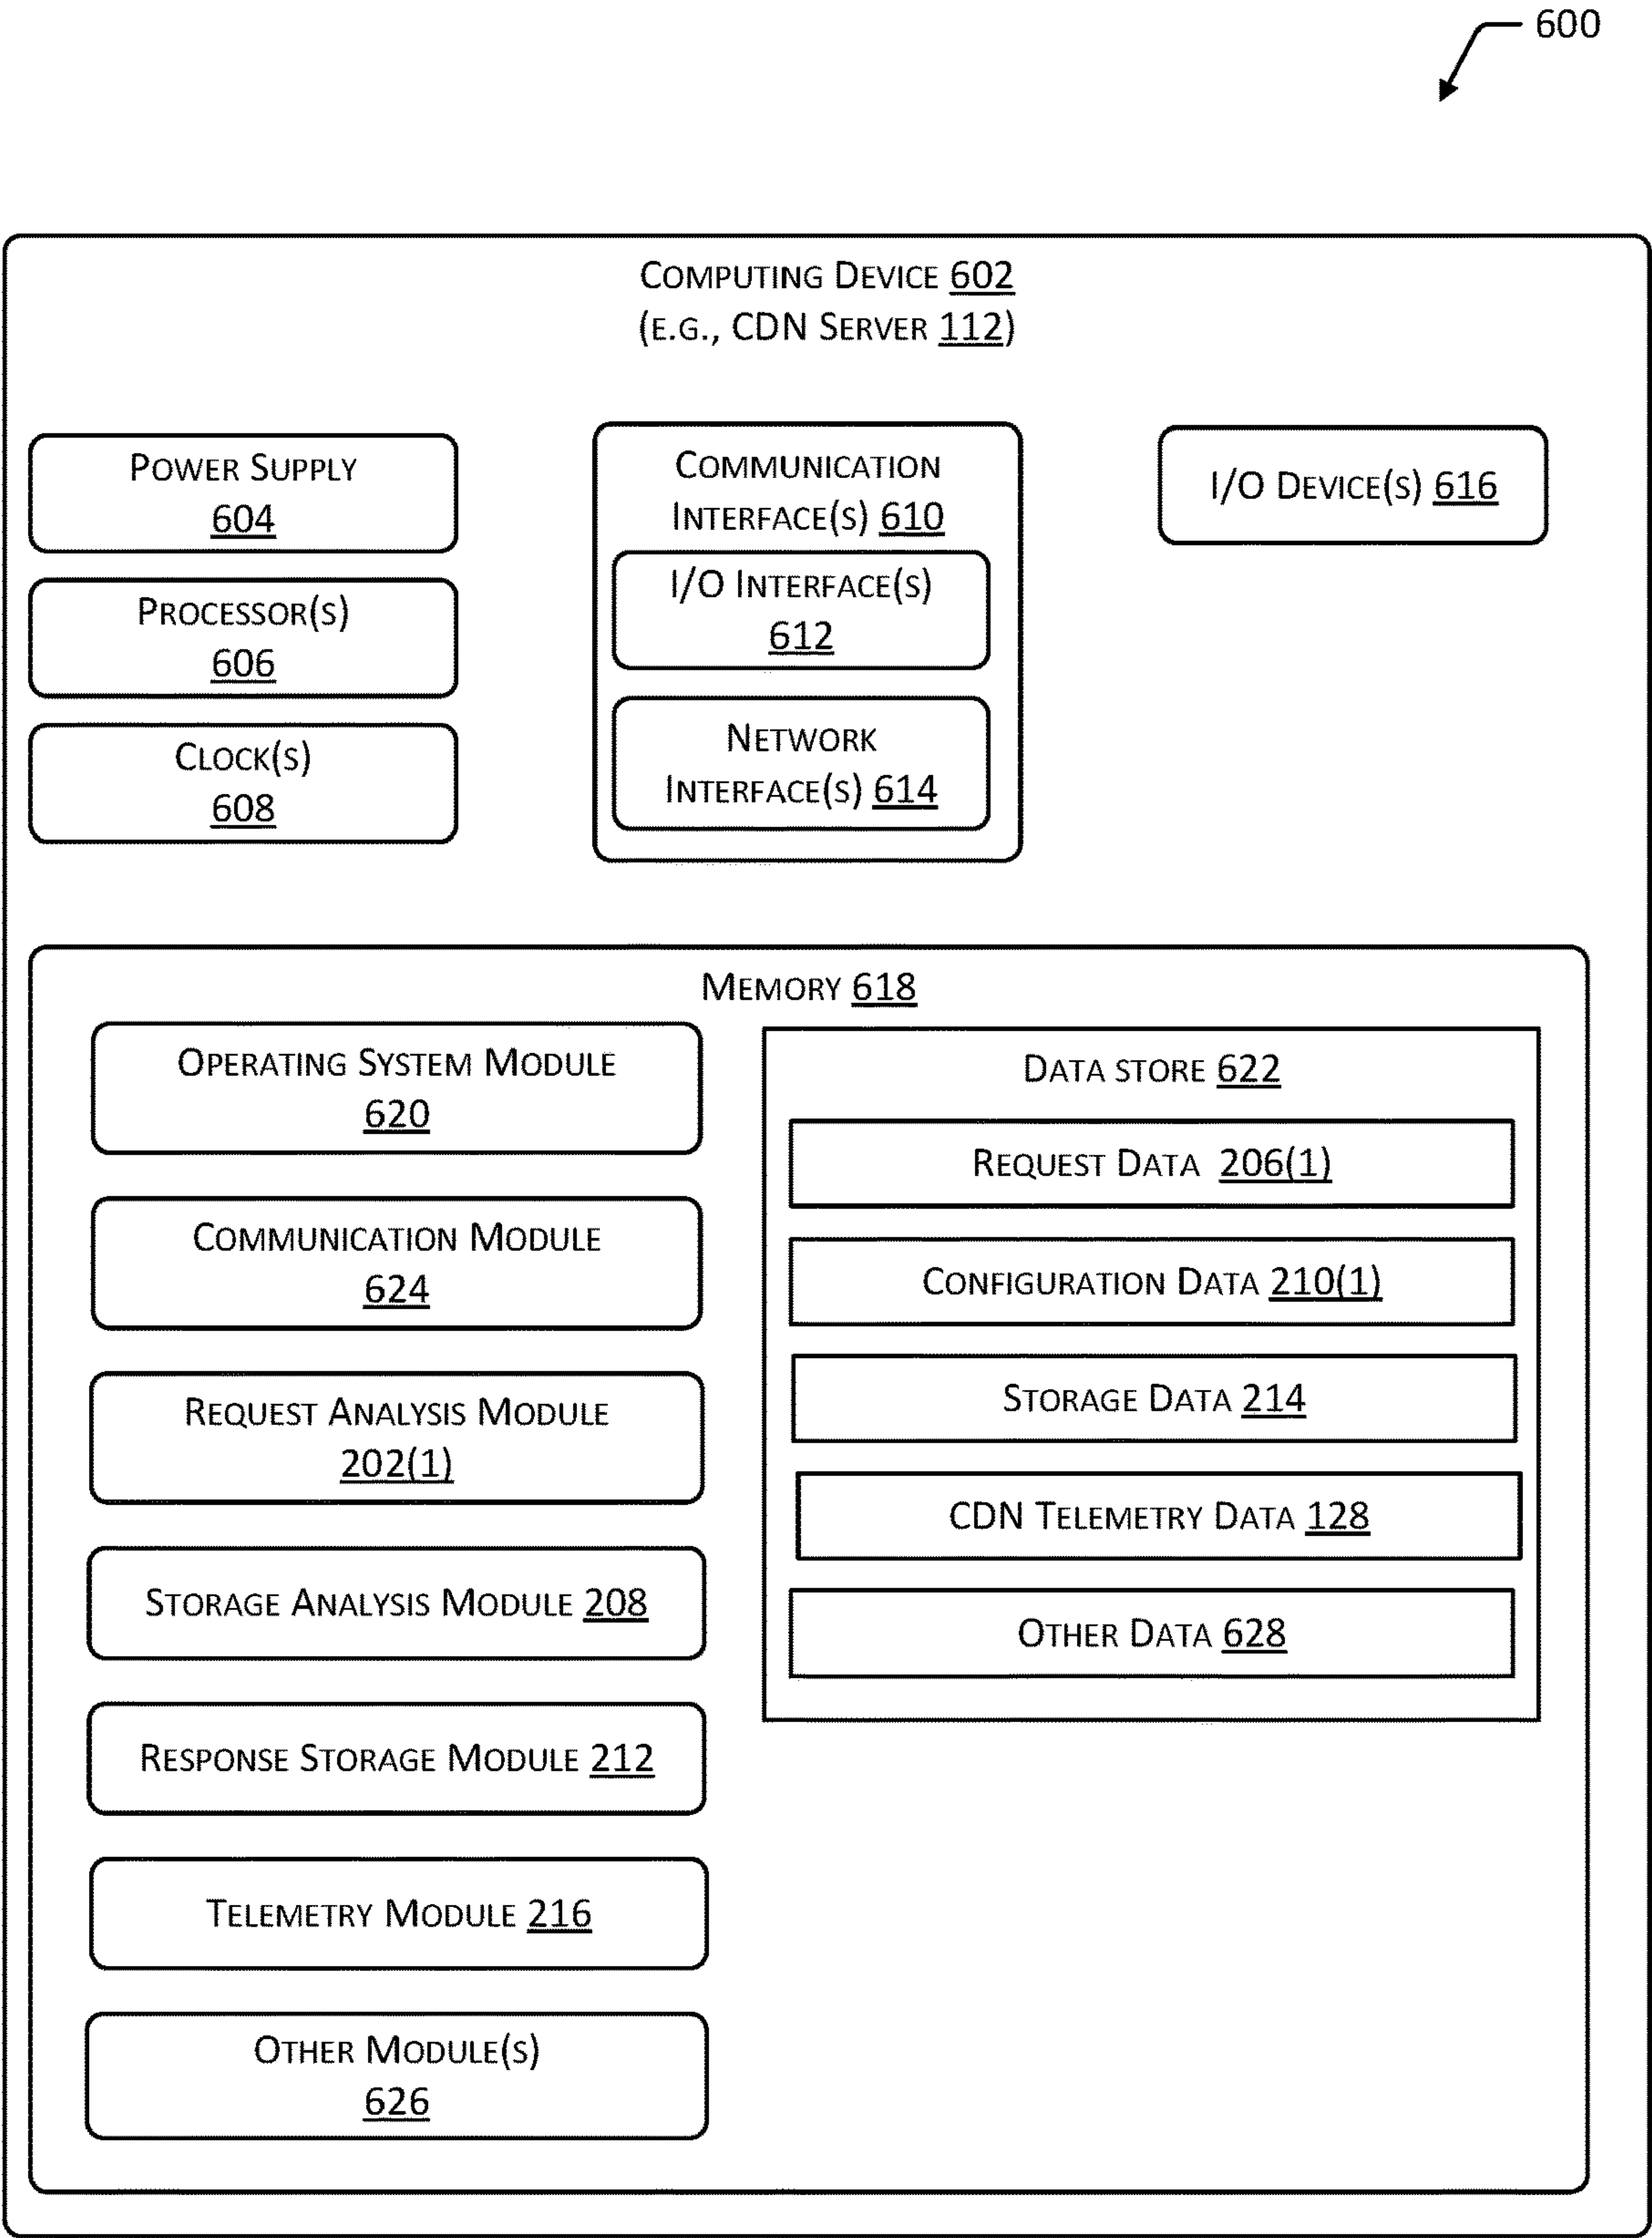 600
COMPUTING DEVICE 602
(E.G., CDN SERVER 112)
POWER SUPPLY
604
PROCESSOR(S)
606
CLOCK(S)
608
COMMUNICATION
INTERFACE(S) 610
I/O INTERFACE(S)
612
NETWORK
INTERFACE(S) 614
I/O DEVICE(S) 616
MEMORY 618
OPERATING SYSTEM MODULE
620
COMMUNICATION MODULE
624
REQUEST ANALYSIS MODULE
202(1)
STORAGE ANALYSIS MODULE 208
RESPONSE STORAGE MODULE 212
TELEMETRY MODULE 216
OTHER MODULE(S)
626
DATA STORE 622
REQUEST DATA 206(1)
CONFIGURATION DATA 210(1)
STORAGE DATA 214
CDN TELEMETRY DATA 128
OTHER DATA 628